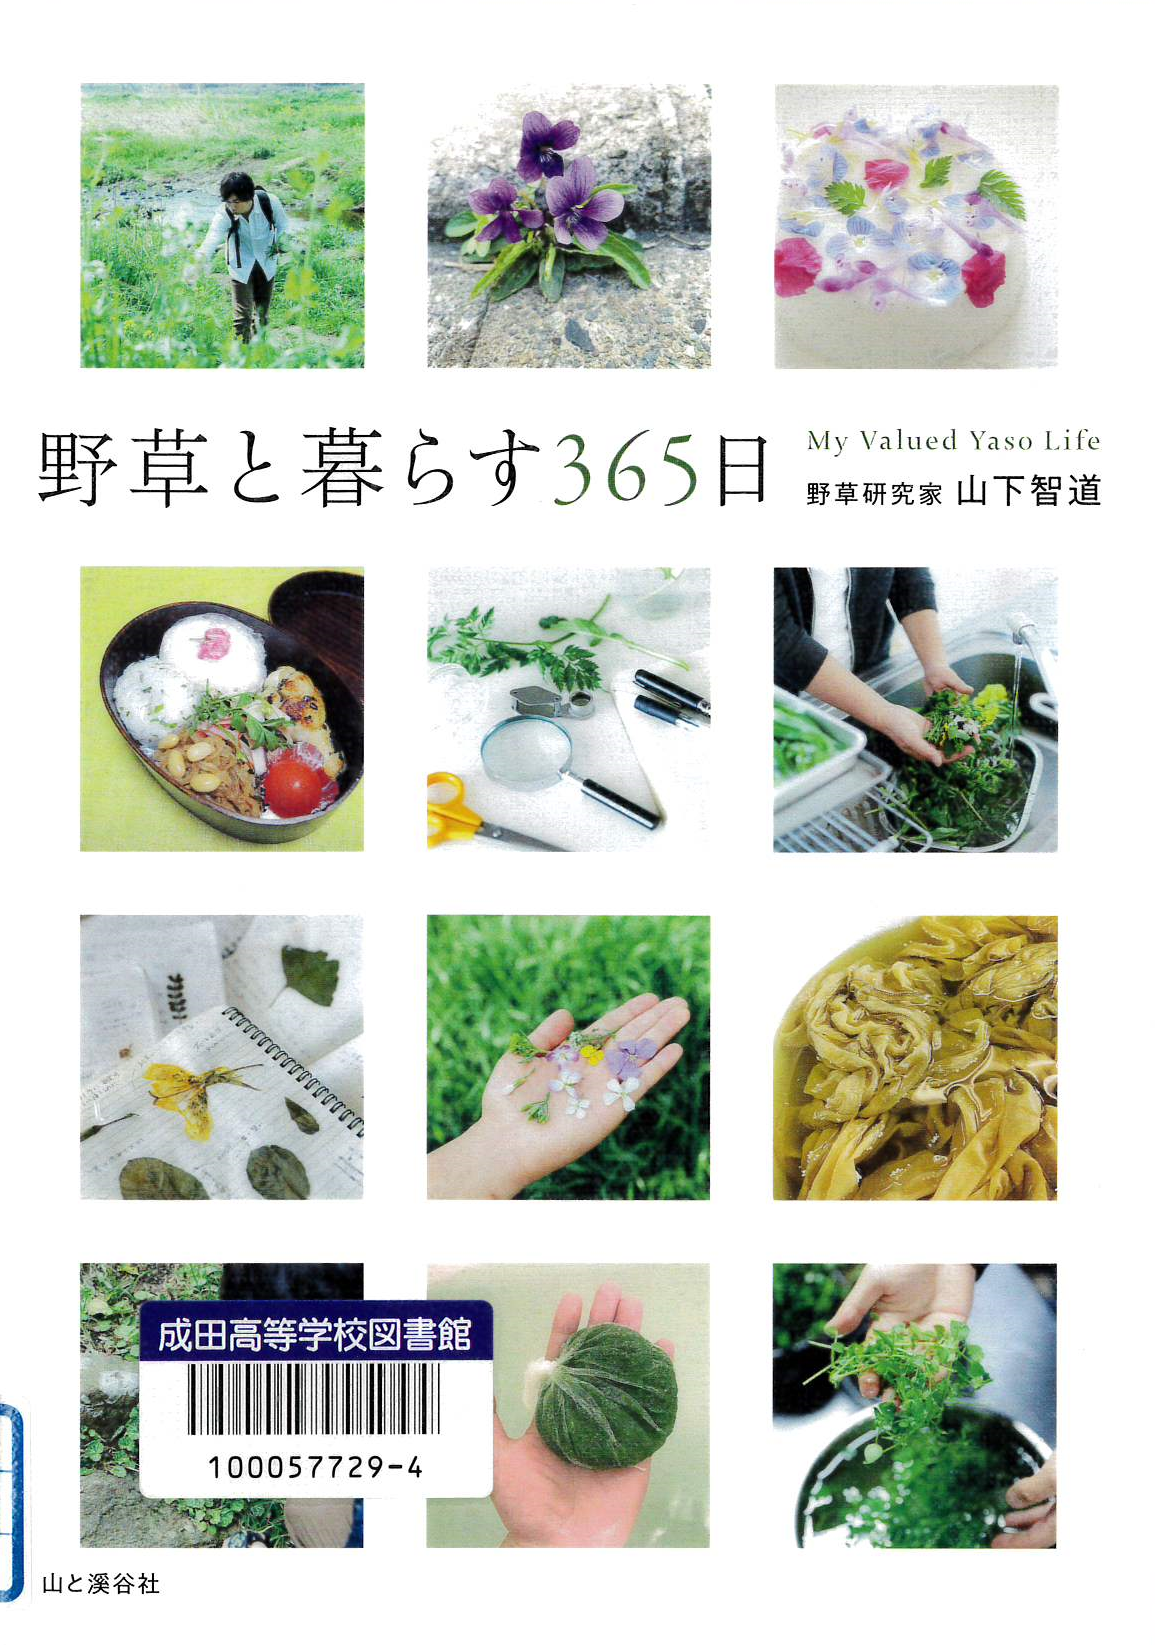 野草と暮らす365日
My Valued Yaso Life
野草研究家 山下智道
成田高等学校図書館
100057729-4
山と溪谷社